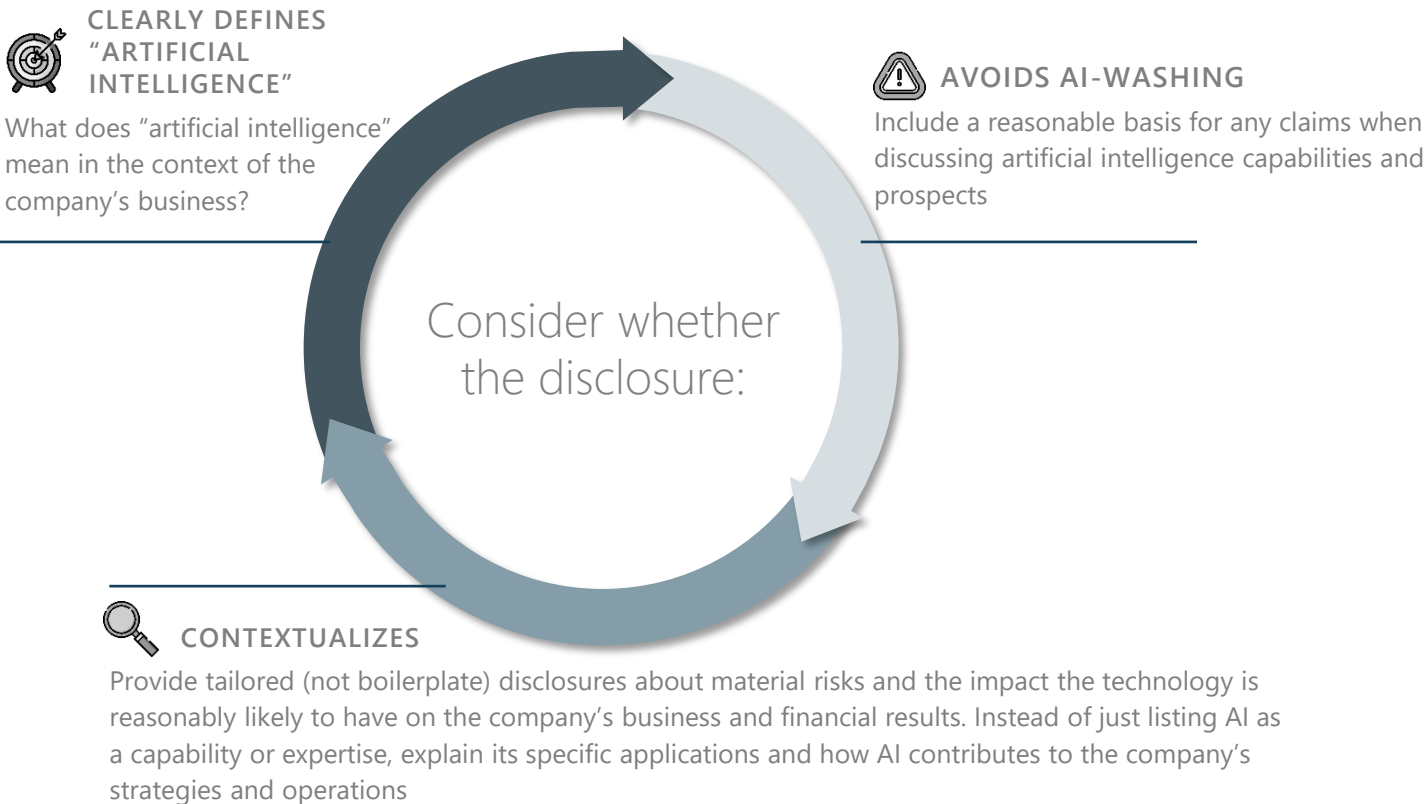 CLEARLY DEFINES
“ARTIFICIAL
INTELLIGENCE”
What does “artificial intelligence”
mean in the context of the
company’s business?
AVOIDS AI-WASHING
Include a reasonable basis for any claims when
discussing artificial intelligence capabilities and
prospects
Consider whether
the disclosure:
CONTEXTUALIZES
Provide tailored (not boilerplate) disclosures about material risks and the impact the technology is
reasonably likely to have on the company’s business and financial results. Instead of just listing AI as
a capability or expertise, explain its specific applications and how AI contributes to the company’s
strategies and operations